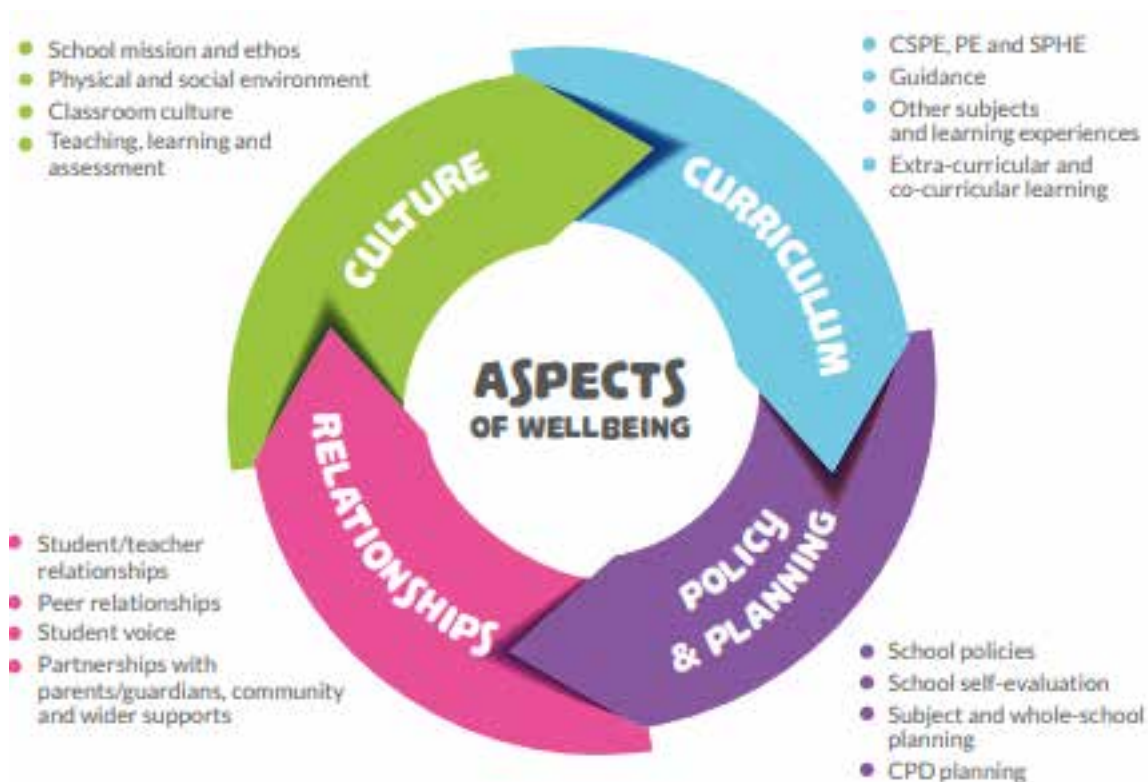 School mission and ethos
Physical and social environment
Classroom culture
Teaching, learning and
assessment
CSPE, PE and SPHE
Guidance
Other subjects
and learning experiences
Extra-curricular and
co-curricular learning
CULTURE
CURRICULUM
ASPECTS
OF WELLBEING
RELATIONSHIPS
POLICY
& PLANNING
Student/teacher
relationships
Peer relationships
Student voice
Partnerships with
parents/guardians, community
and wider supports
School policies
School self-evaluation
Subject and whole-school
planning
CPD planning